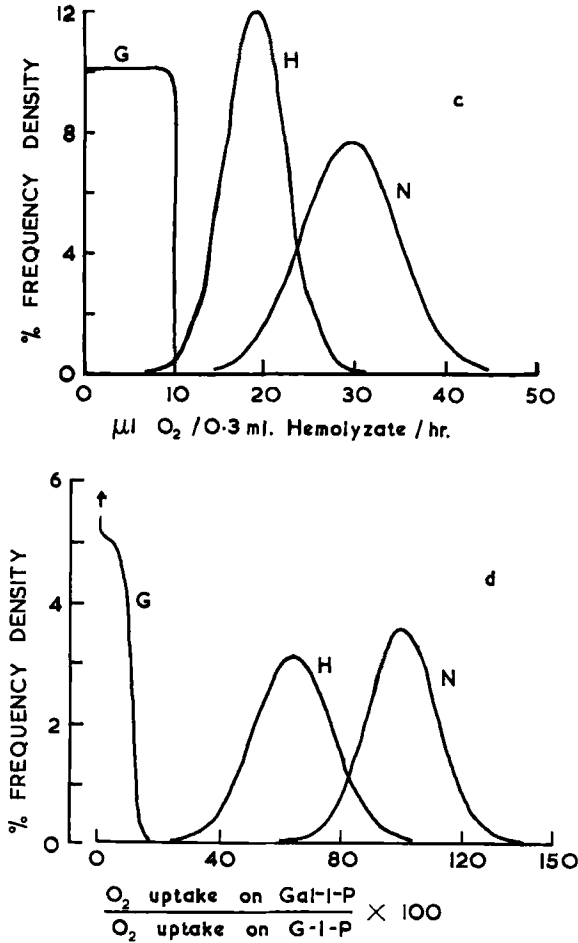 12
G
H
c
8
N
4
0
% FREQUENCY DENSITY
0 10 20 30 40 50
μl O₂ /0·3 ml. Hemolyzate / hr.
6
d
G
4
H
N
2
0
% FREQUENCY DENSITY
0 40 80 120 150
O₂ uptake on Gal-I-P
O₂ uptake on G-I-P
× 100